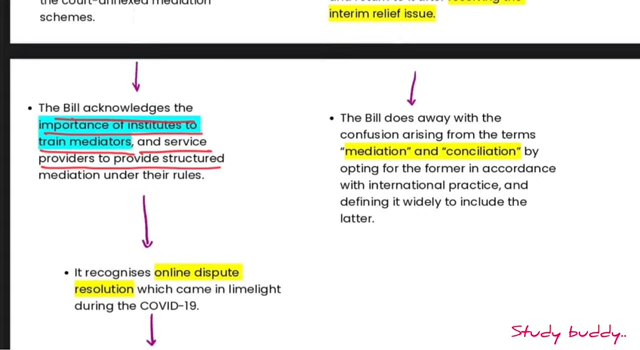 the court-annexed mediation
schemes.
interim relief issue.
• The Bill acknowledges the
importance of institutes to
train mediators, and service
providers to provide structured
mediation under their rules.
• It recognises online dispute
resolution which came in limelight
during the COVID-19.
• The Bill does away with the
confusion arising from the terms
“mediation” and “conciliation” by
opting for the former in accordance
with international practice, and
defining it widely to include the
latter.
Study buddy..